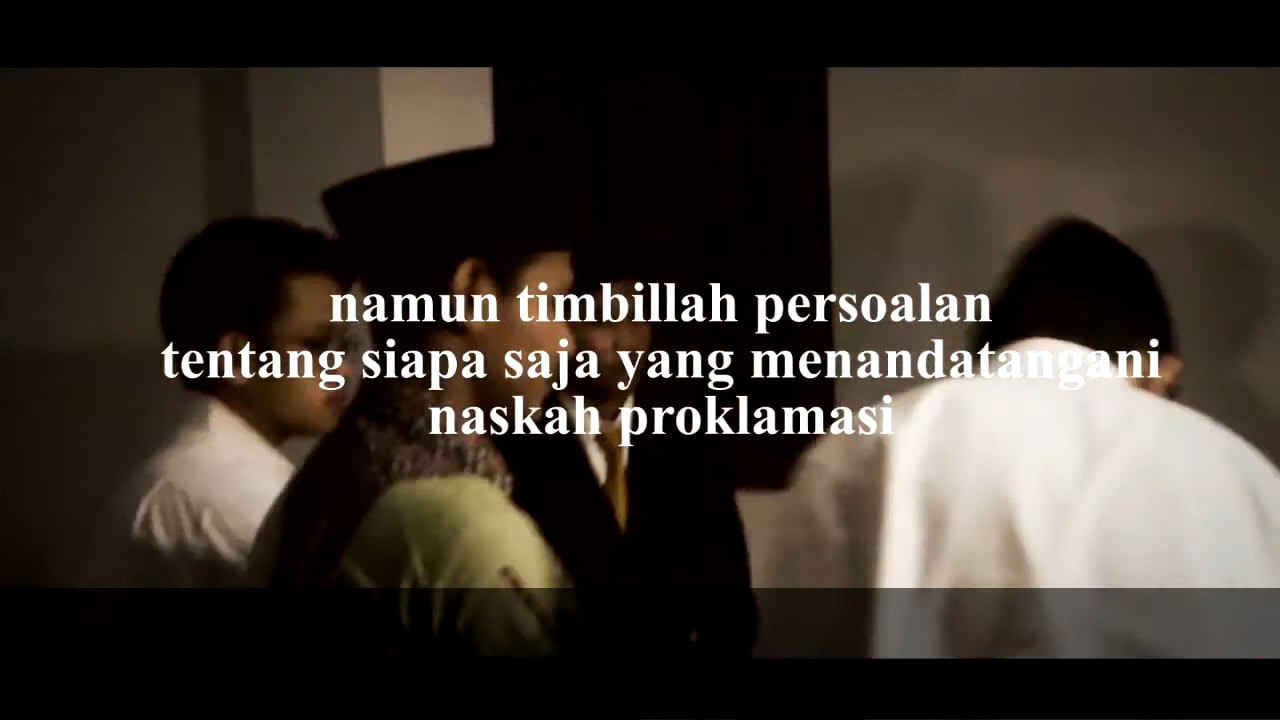 namun timbillah persoalan
tentang siapa saja yang menandatangani
naskah proklamasi